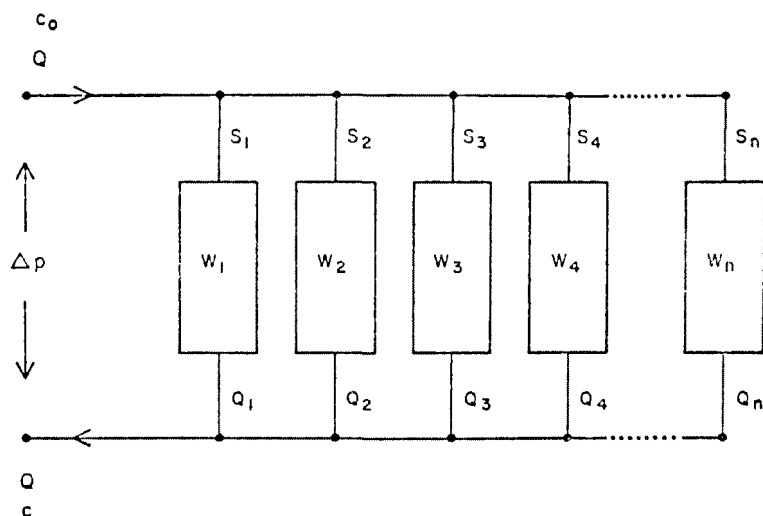 c₀
Q
S₁ S₂ S₃ S₄ Sₙ
Δp W₁ W₂ W₃ W₄ Wₙ
Q₁ Q₂ Q₃ Q₄ Qₙ
Q
c